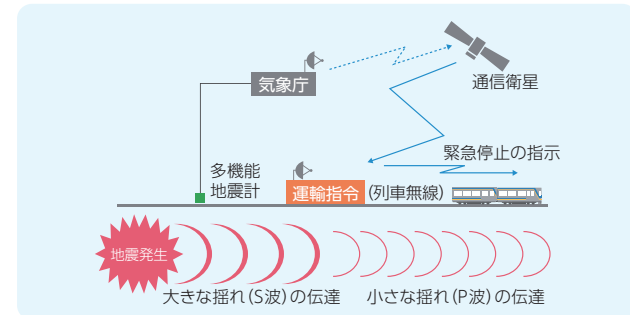 気象庁
通信衛星
緊急停止の指示
多機能
地震計
運輸指令
(列車無線)
地震発生
大きな揺れ(S波)の伝達
小さな揺れ(P波)の伝達